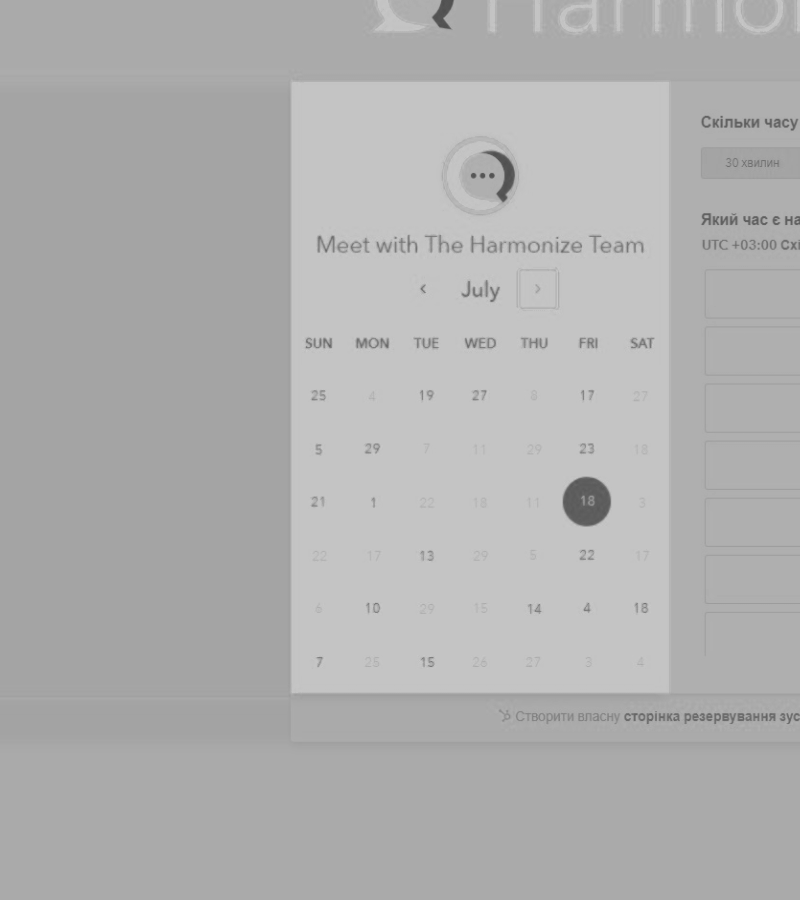 Harmon
Meet with The Harmonize Team
‹ July ›
SUN MON TUE WED THU FRI SAT
25 4 19 27 8 17 27
5 29 7 11 29 23 18
21 1 22 18 11 18 3
22 17 13 29 5 22 17
6 10 29 15 14 4 18
7 25 15 26 27 3 4
Скільки часу
30 хвилин
Який час є на
UTC +03:00 Схі
Створити власну сторінка резервування зус